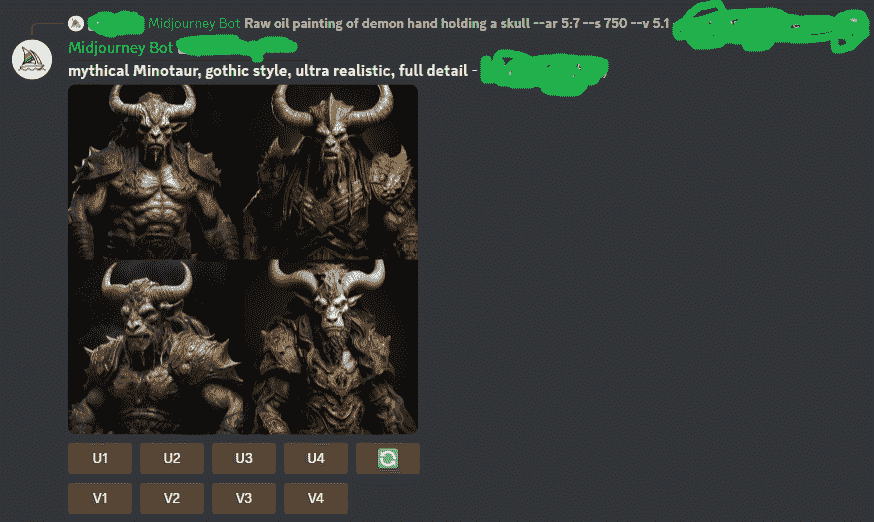 Midjourney Bot Raw oil painting of demon hand holding a skull --ar 5:7 --s 750 --v 5.1
Midjourney Bot
mythical Minotaur, gothic style, ultra realistic, full detail -
U1 U2 U3 U4
V1 V2 V3 V4